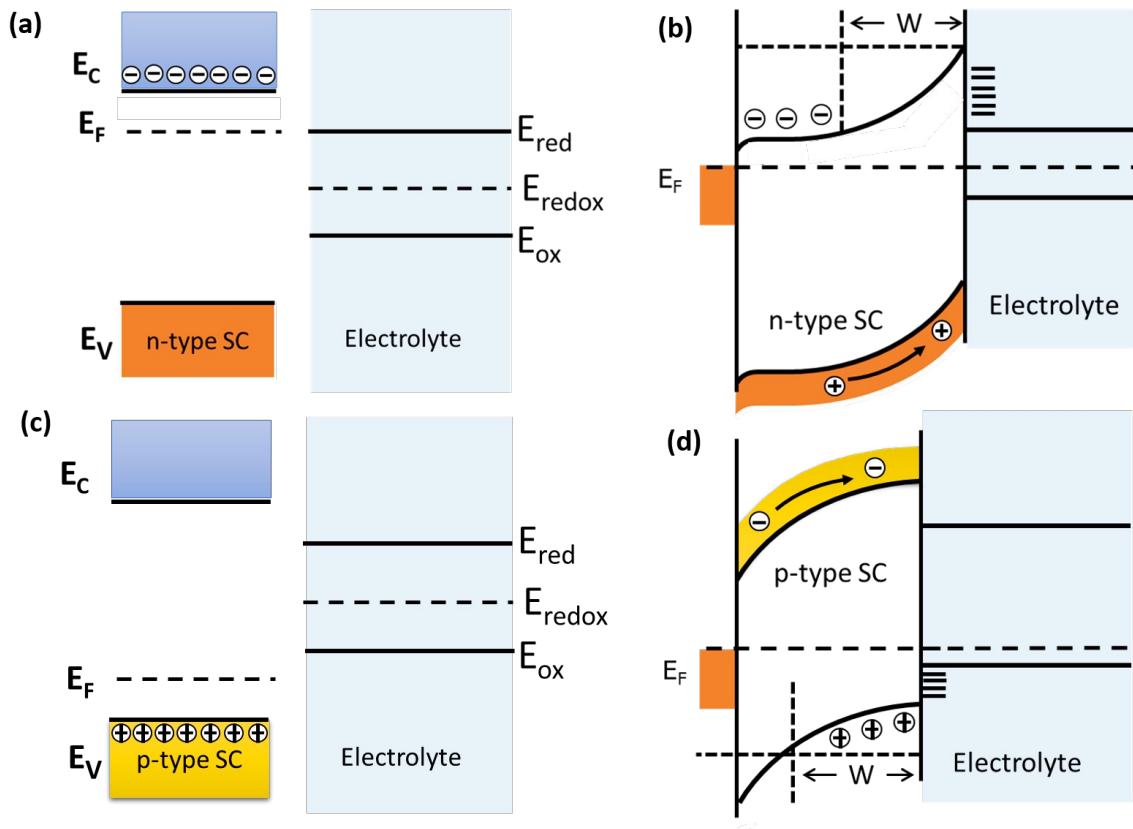 (a)
E_C
E_F
E_red
E_redox
E_ox
E_V
n-type SC
Electrolyte
(b)
W
E_F
n-type SC
Electrolyte
(c)
E_C
E_red
E_redox
E_ox
E_F
E_V
p-type SC
Electrolyte
(d)
p-type SC
E_F
W
Electrolyte